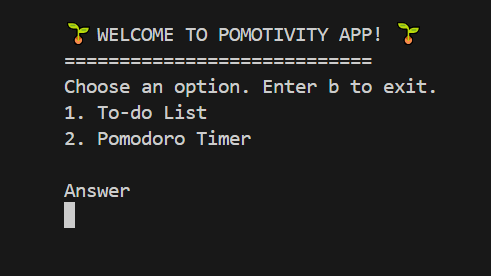 🌱 WELCOME TO POMOTIVITY APP! 🌱
============================
Choose an option. Enter b to exit.
1. To-do List
2. Pomodoro Timer
Answer